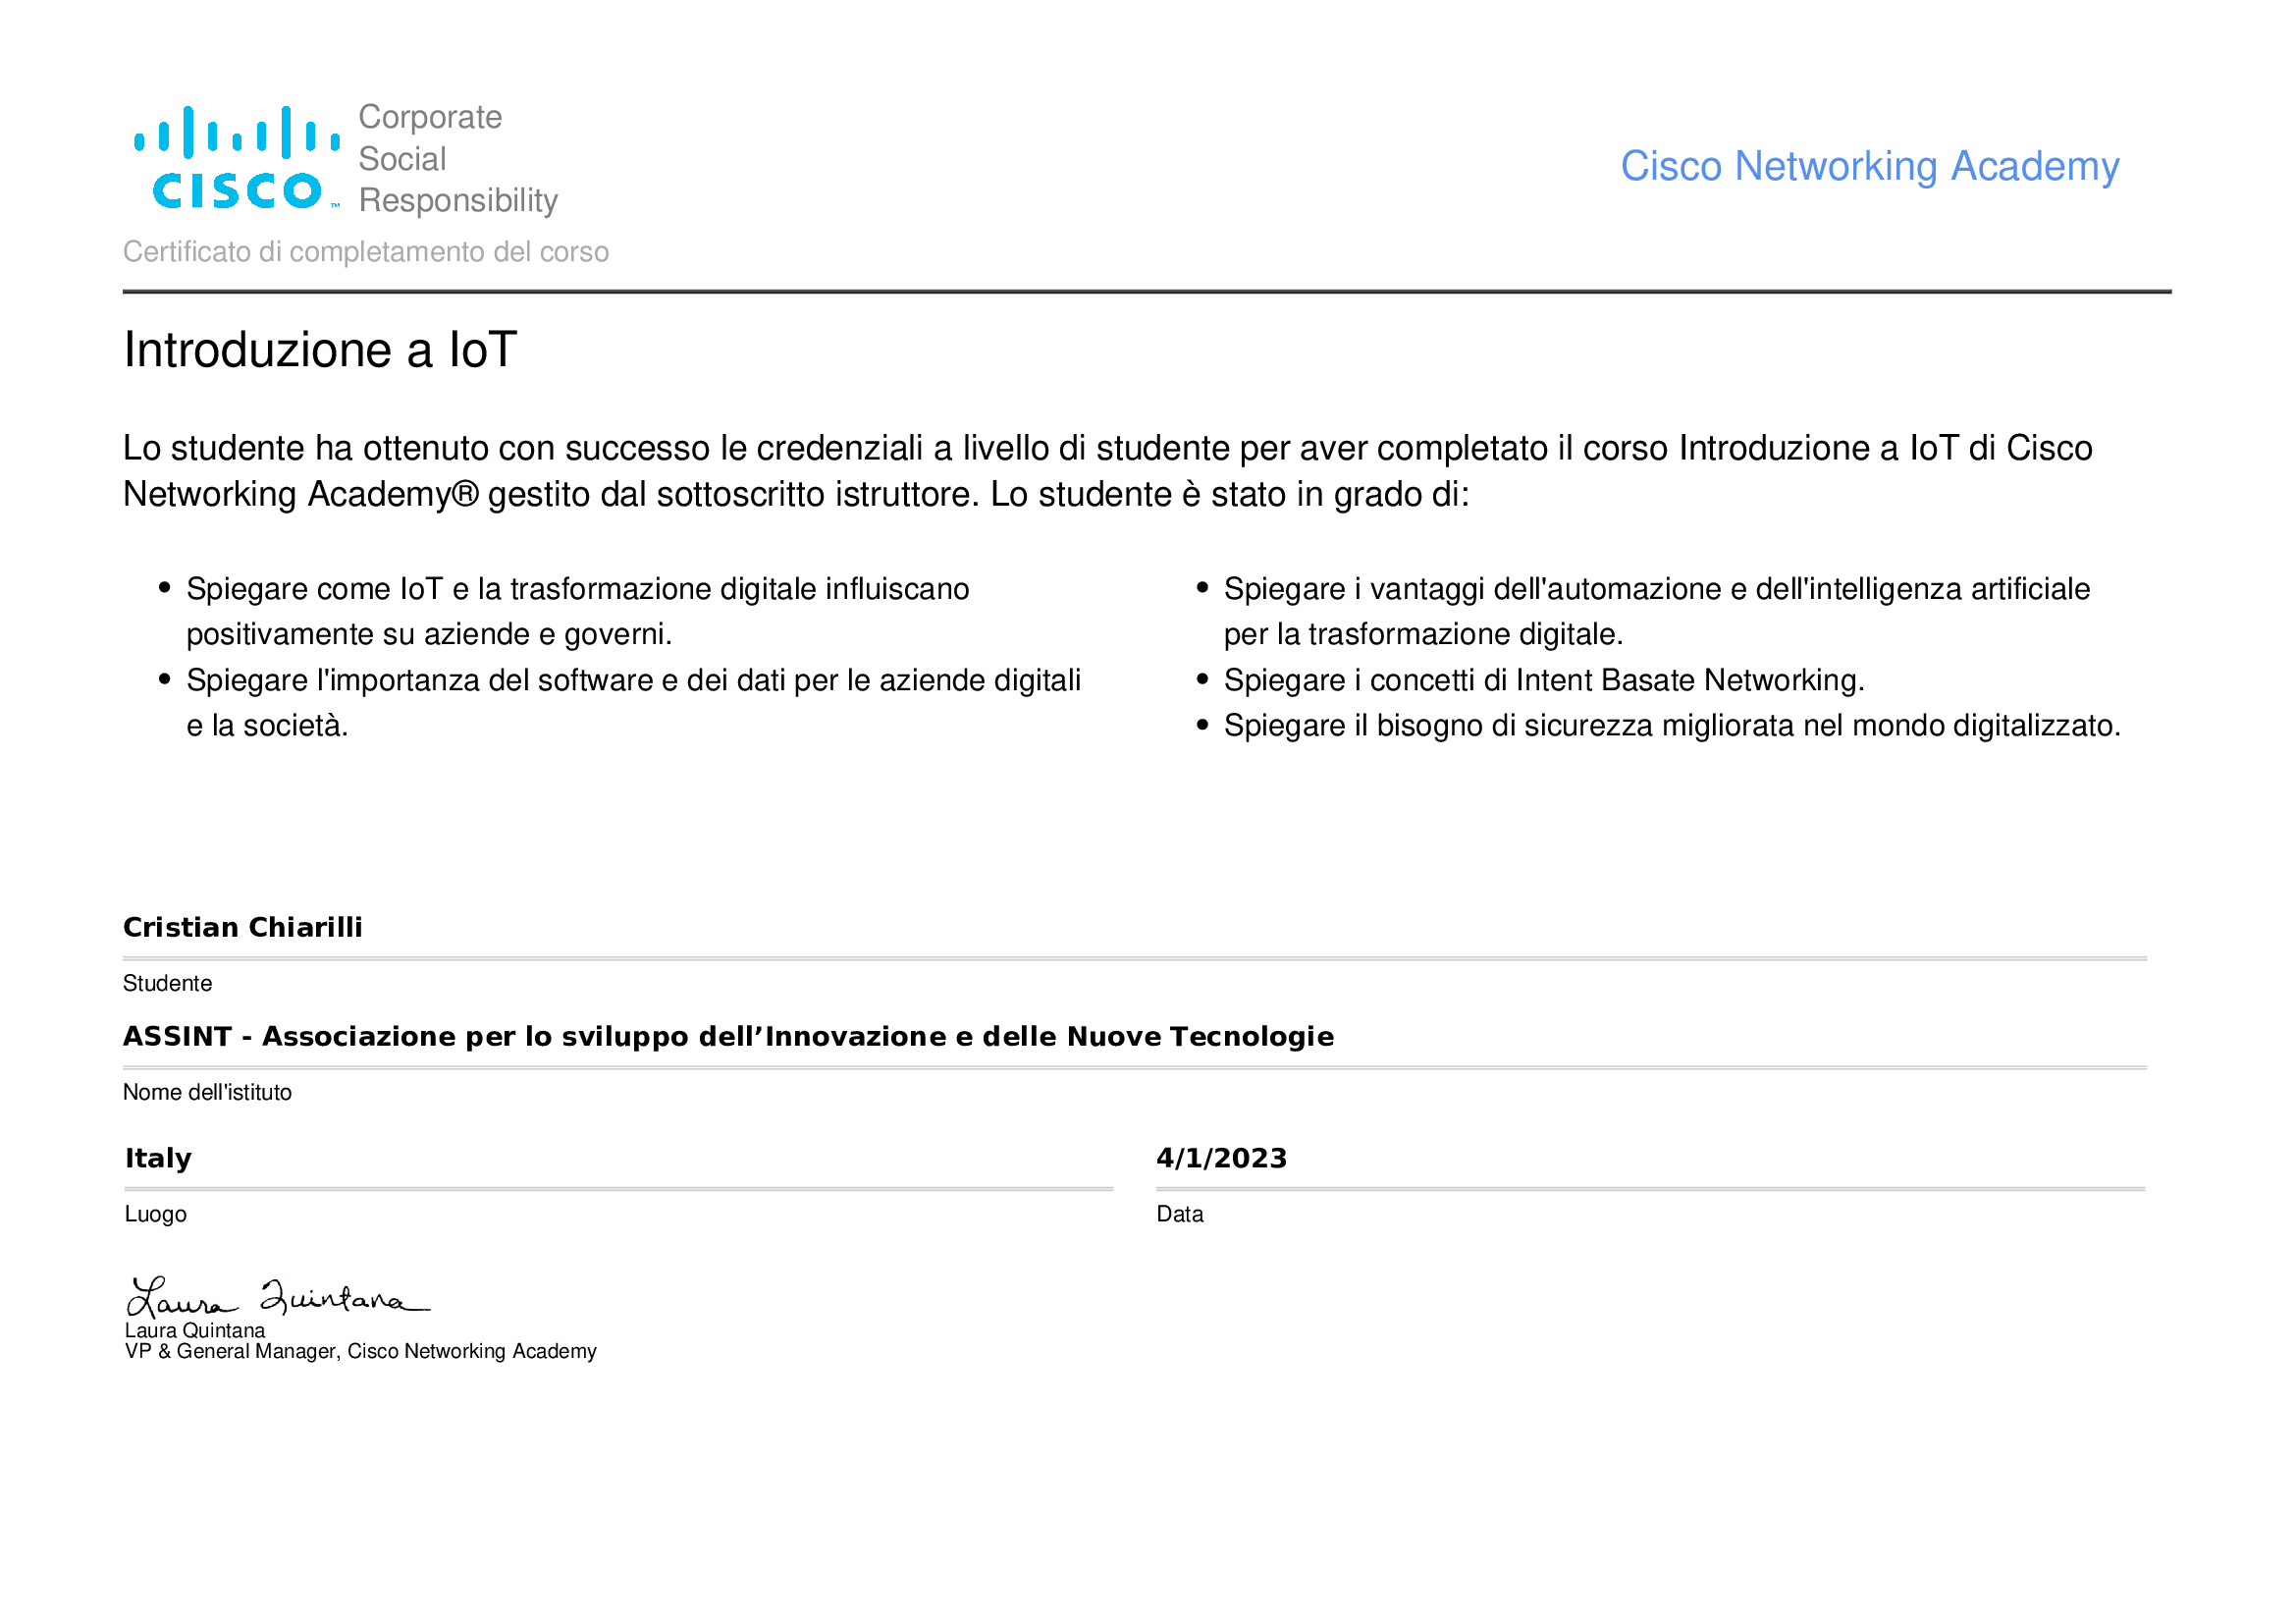 Corporate
Social
Responsibility
CISCO™
Cisco Networking Academy
Certificato di completamento del corso
Introduzione a IoT
Lo studente ha ottenuto con successo le credenziali a livello di studente per aver completato il corso Introduzione a IoT di Cisco
Networking Academy® gestito dal sottoscritto istruttore. Lo studente è stato in grado di:
• Spiegare come IoT e la trasformazione digitale influiscano
positivamente su aziende e governi.
• Spiegare l'importanza del software e dei dati per le aziende digitali
e la società.
• Spiegare i vantaggi dell'automazione e dell'intelligenza artificiale
per la trasformazione digitale.
• Spiegare i concetti di Intent Basate Networking.
• Spiegare il bisogno di sicurezza migliorata nel mondo digitalizzato.
Cristian Chiarilli
Studente
ASSINT - Associazione per lo sviluppo dell’Innovazione e delle Nuove Tecnologie
Nome dell'istituto
Italy
Luogo
4/1/2023
Data
Laura Quintana
Laura Quintana
VP & General Manager, Cisco Networking Academy